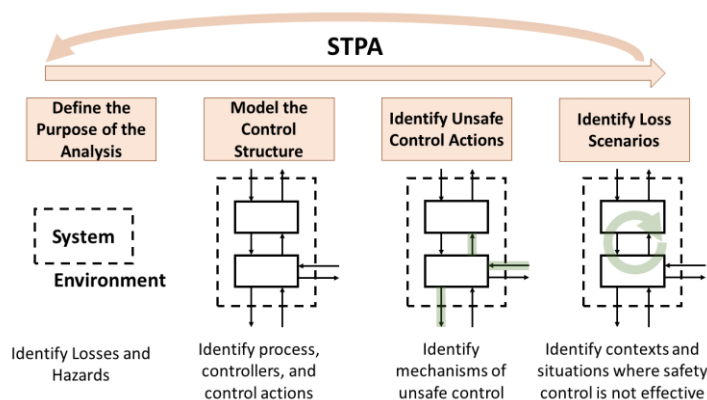 STPA
Define the
Purpose of the
Analysis
Model the
Control
Structure
Identify Unsafe
Control Actions
Identify Loss
Scenarios
System
Environment
Identify Losses and
Hazards
Identify process,
controllers, and
control actions
Identify
mechanisms of
unsafe control
Identify contexts and
situations where safety
control is not effective